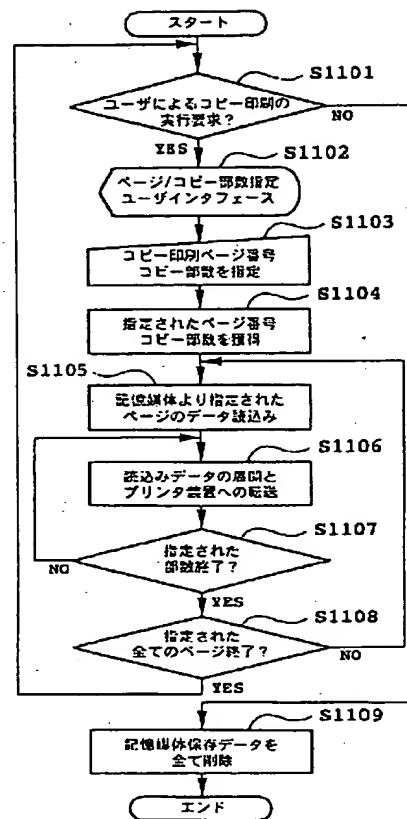 スタート
S1101
ユーザによるコピー印刷の
実行要求?
NO
YES
S1102
ページ/コピー部数指定
ユーザインタフェース
S1103
コピー印刷ページ番号
コピー部数を指定
S1104
指定されたページ番号
コピー部数を獲得
S1105
記憶媒体より指定された
ページのデータ読込み
S1106
読込みデータの展開と
プリンタ装置への転送
S1107
指定された
部数終了?
NO
YES
S1108
指定された
全てのページ終了?
NO
YES
S1109
記憶媒体保存データを
全て削除
エンド